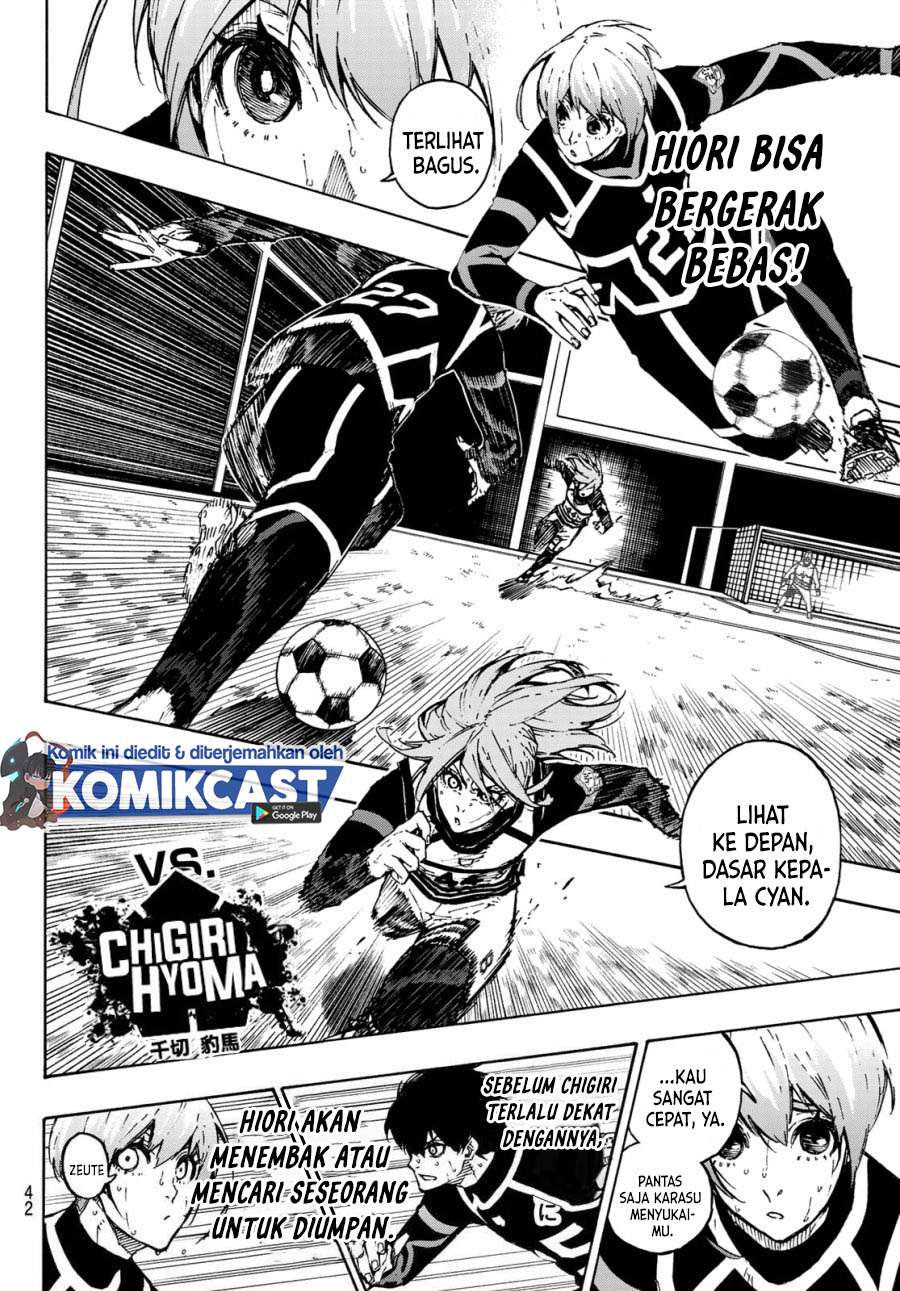 HIORI BISA
BERGERAK
BEBAS!
TERLIHAT
BAGUS.
27
Komik ini diedit & diterjemahkan oleh
KOMIKCAST
GET IT ON
Google Play
LIHAT
KE DEPAN,
DASAR KEPA-
LA CYAN.
VS.
CHIGIRI
HYOMA
千切 豹馬
...KAU
SANGAT
CEPAT, YA.
PANTAS
SAJA KARASU
MENYUKAI-
MU.
SEBELUM CHIGIRI
TERLALU DEKAT
DENGANNYA,
HIORI AKAN
MENEMBAK ATAU
MENCARI SESEORANG
UNTUK DIUMPAN.
ZEUTE
42